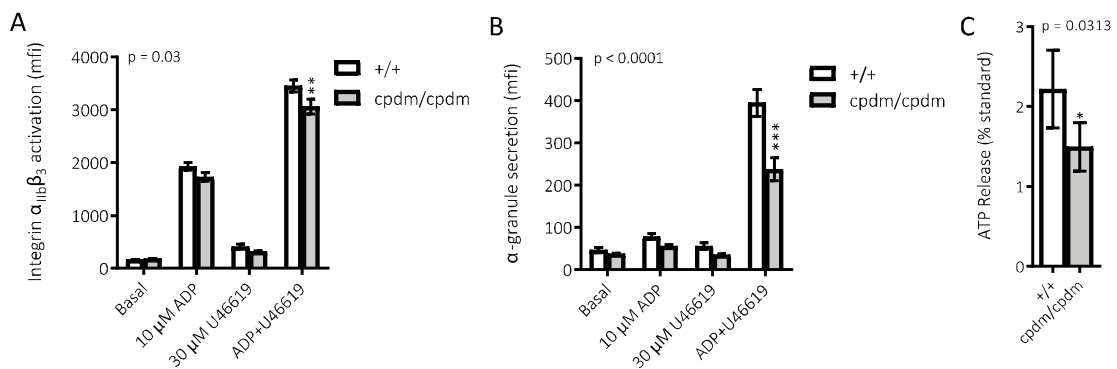 A
Integrin αIIbβ3 activation (mfi)
4000
3000
2000
1000
0
p = 0.03
+/+
cpdm/cpdm
**
Basal
10 µM ADP
30 µM U46619
ADP+U46619
B
α-granule secretion (mfi)
500
400
300
200
100
0
p < 0.0001
+/+
cpdm/cpdm
***
Basal
10 µM ADP
30 µM U46619
ADP+U46619
C
ATP Release (% standard)
3
2
1
0
p = 0.0313
*
+/+
cpdm/cpdm